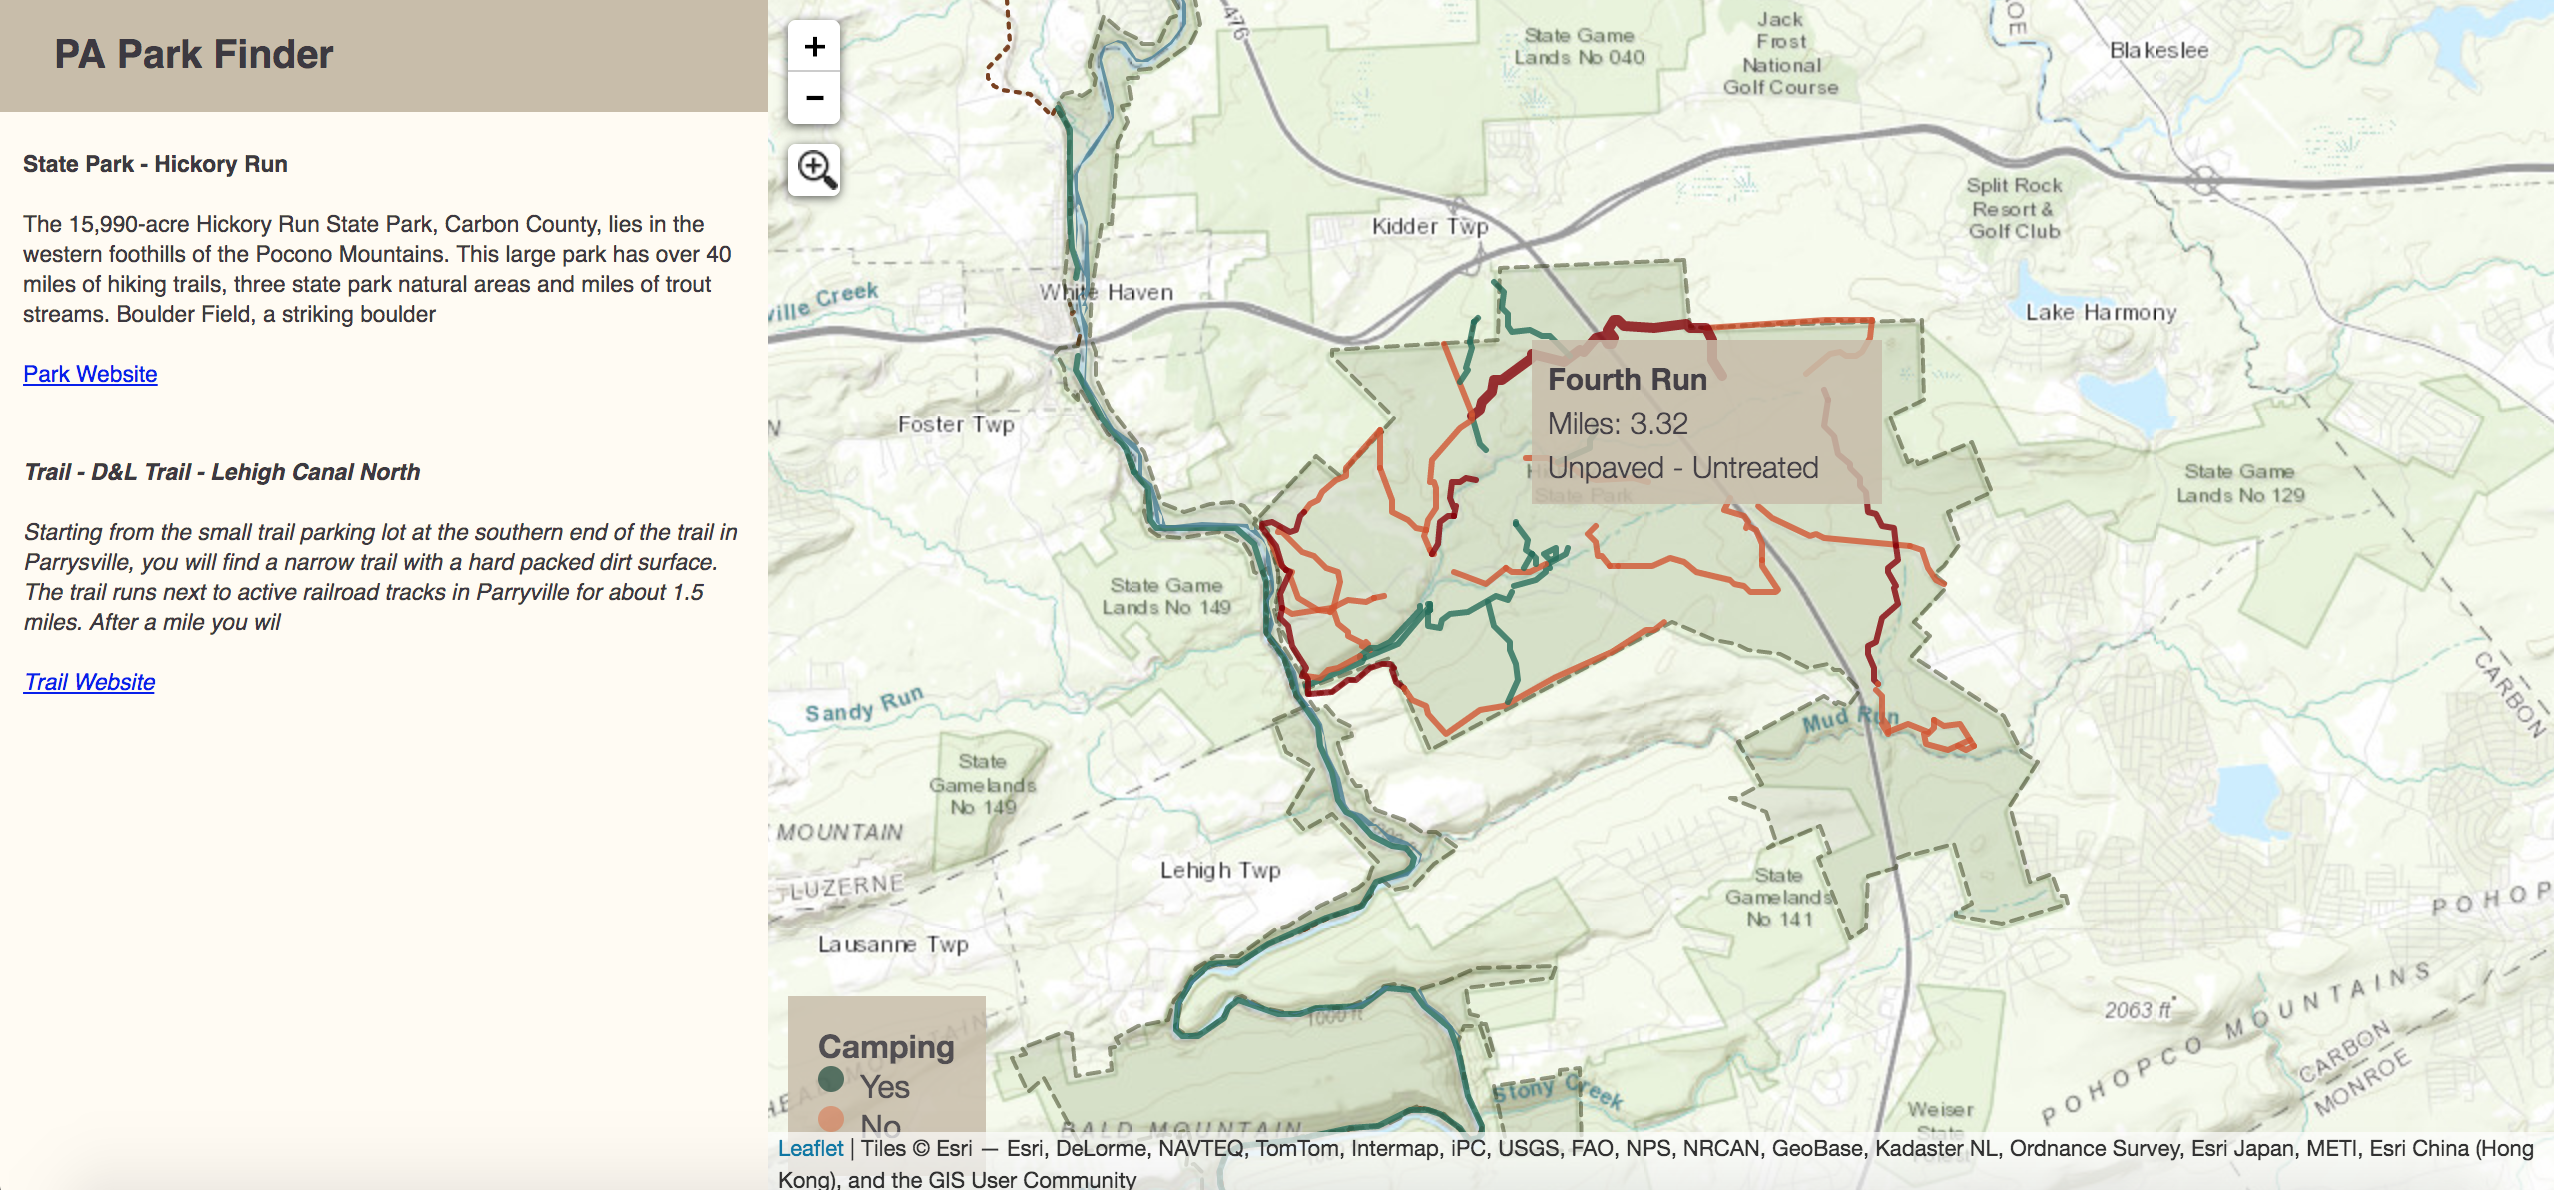 PA Park Finder
State Park - Hickory Run
The 15,990-acre Hickory Run State Park, Carbon County, lies in the
western foothills of the Pocono Mountains. This large park has over 40
miles of hiking trails, three state park natural areas and miles of trout
streams. Boulder Field, a striking boulder
Park Website
Trail - D&L Trail - Lehigh Canal North
Starting from the small trail parking lot at the southern end of the trail in
Parrysville, you will find a narrow trail with a hard packed dirt surface.
The trail runs next to active railroad tracks in Parryville for about 1.5
miles. After a mile you wil
Trail Website
+
−
A76
State Game
Lands No 040
Jack
Frost
National
Golf Course
Blakeslee
Kidder Twp
Split Rock
Resort &
Golf Club
White Haven
ville Creek
Lake Harmony
Foster Twp
Fourth Run
Miles: 3.32
Unpaved - Untreated
State Park
State Game
Lands No 129
State Game
Lands No 149
Sandy Run
Mud Run
CARBON
State
Gamelands
No 149
MOUNTAIN
LUZERNE
Lehigh Twp
State
Gamelands
No 141
POHOP
Lausanne Twp
2063 ft
POHOPCO MOUNTAINS
CARBON
MONROE
1000 ft
Stony Creek
Weiser
State
BALD MOUNTAIN
Camping
Yes
No
Leaflet | Tiles © Esri — Esri, DeLorme, NAVTEQ, TomTom, Intermap, iPC, USGS, FAO, NPS, NRCAN, GeoBase, Kadaster NL, Ordnance Survey, Esri Japan, METI, Esri China (Hong
Kong), and the GIS User Community